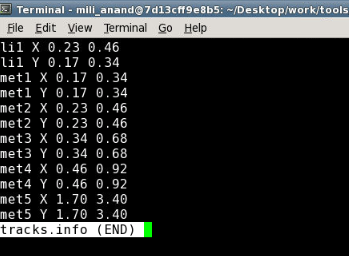 Terminal - mili_anand@7d13cff9e8b5: ~/Desktop/work/tools
File Edit View Terminal Go Help
li1 X 0.23 0.46
li1 Y 0.17 0.34
met1 X 0.17 0.34
met1 Y 0.17 0.34
met2 X 0.23 0.46
met2 Y 0.23 0.46
met3 X 0.34 0.68
met3 Y 0.34 0.68
met4 X 0.46 0.92
met4 Y 0.46 0.92
met5 X 1.70 3.40
met5 Y 1.70 3.40
tracks.info (END)